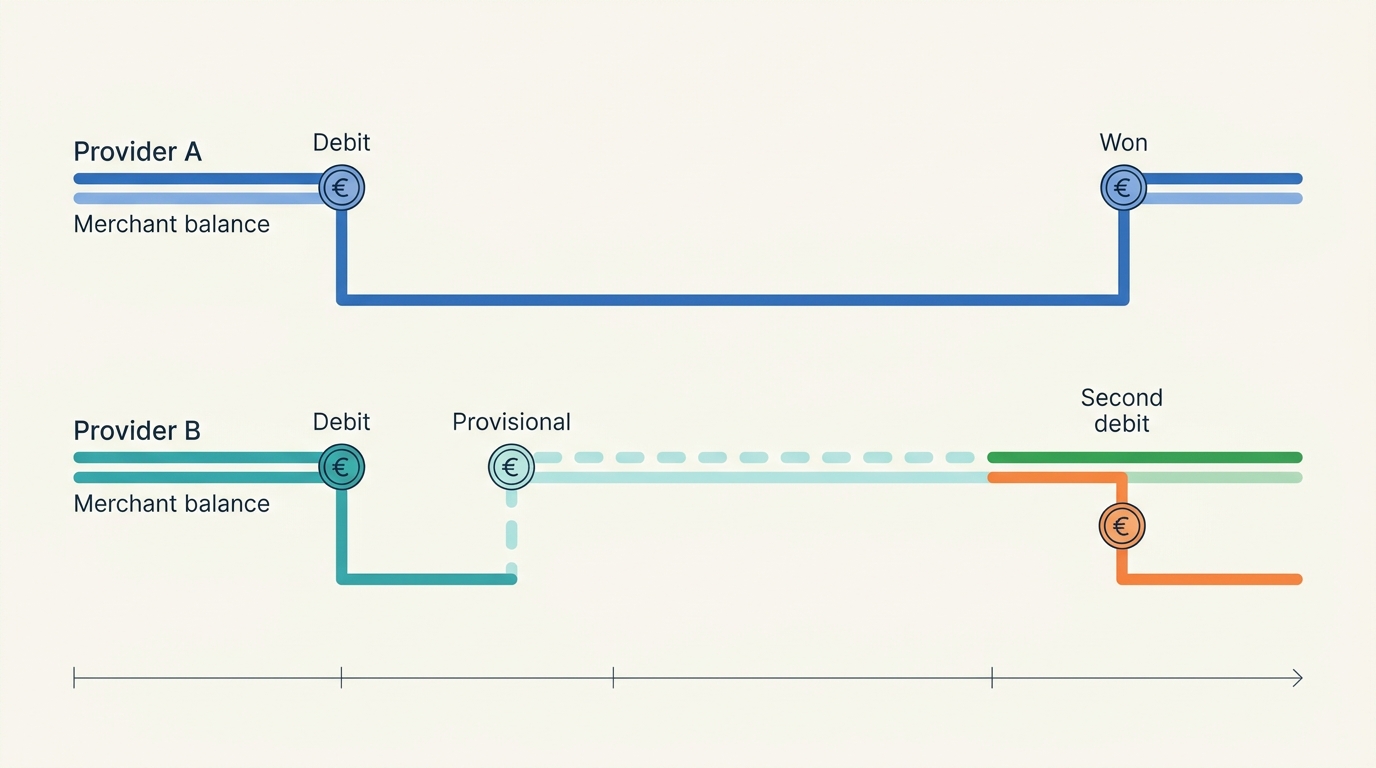 Provider A
Debit
Won
€
€
Merchant balance
Second
debit
Provider B
Debit
Provisional
€
€
Merchant balance
€